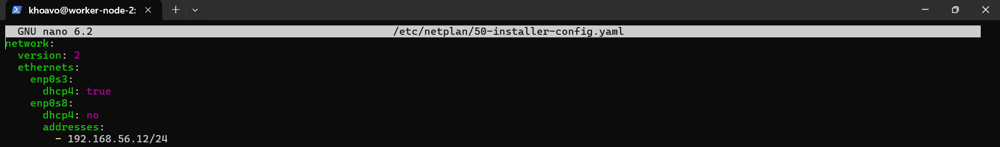 khoavo@worker-node-2:
GNU nano 6.2 /etc/netplan/50-installer-config.yaml
network:
  version: 2
  ethernets:
    enp0s3:
      dhcp4: true
    enp0s8:
      dhcp4: no
      addresses:
        - 192.168.56.12/24